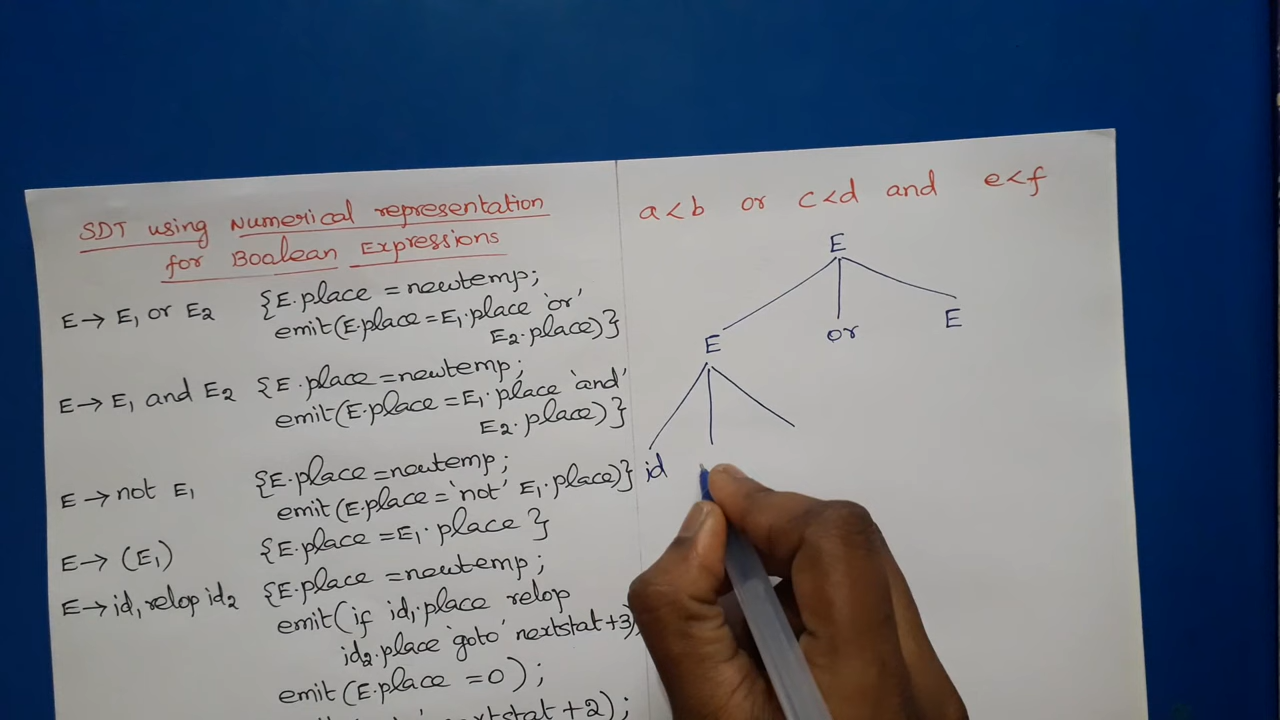 SDT using Numerical representation
for Boolean Expressions
E → E₁ or E₂ {E.place = newtemp;
emit(E.place = E₁.place 'or'
E₂.place)}
E → E₁ and E₂ {E.place = newtemp;
emit(E.place = E₁.place 'and'
E₂.place)}
E → not E₁ {E.place = newtemp;
emit(E.place = 'not' E₁.place)}
E → (E₁) {E.place = E₁.place }
E → id₁ relop id₂ {E.place = newtemp;
emit(if id₁.place relop
id₂.place 'goto' nextstat+3)
emit(E.place = 0);
nextstat + 2);
a < b or c < d and e < f
E
E or E
id